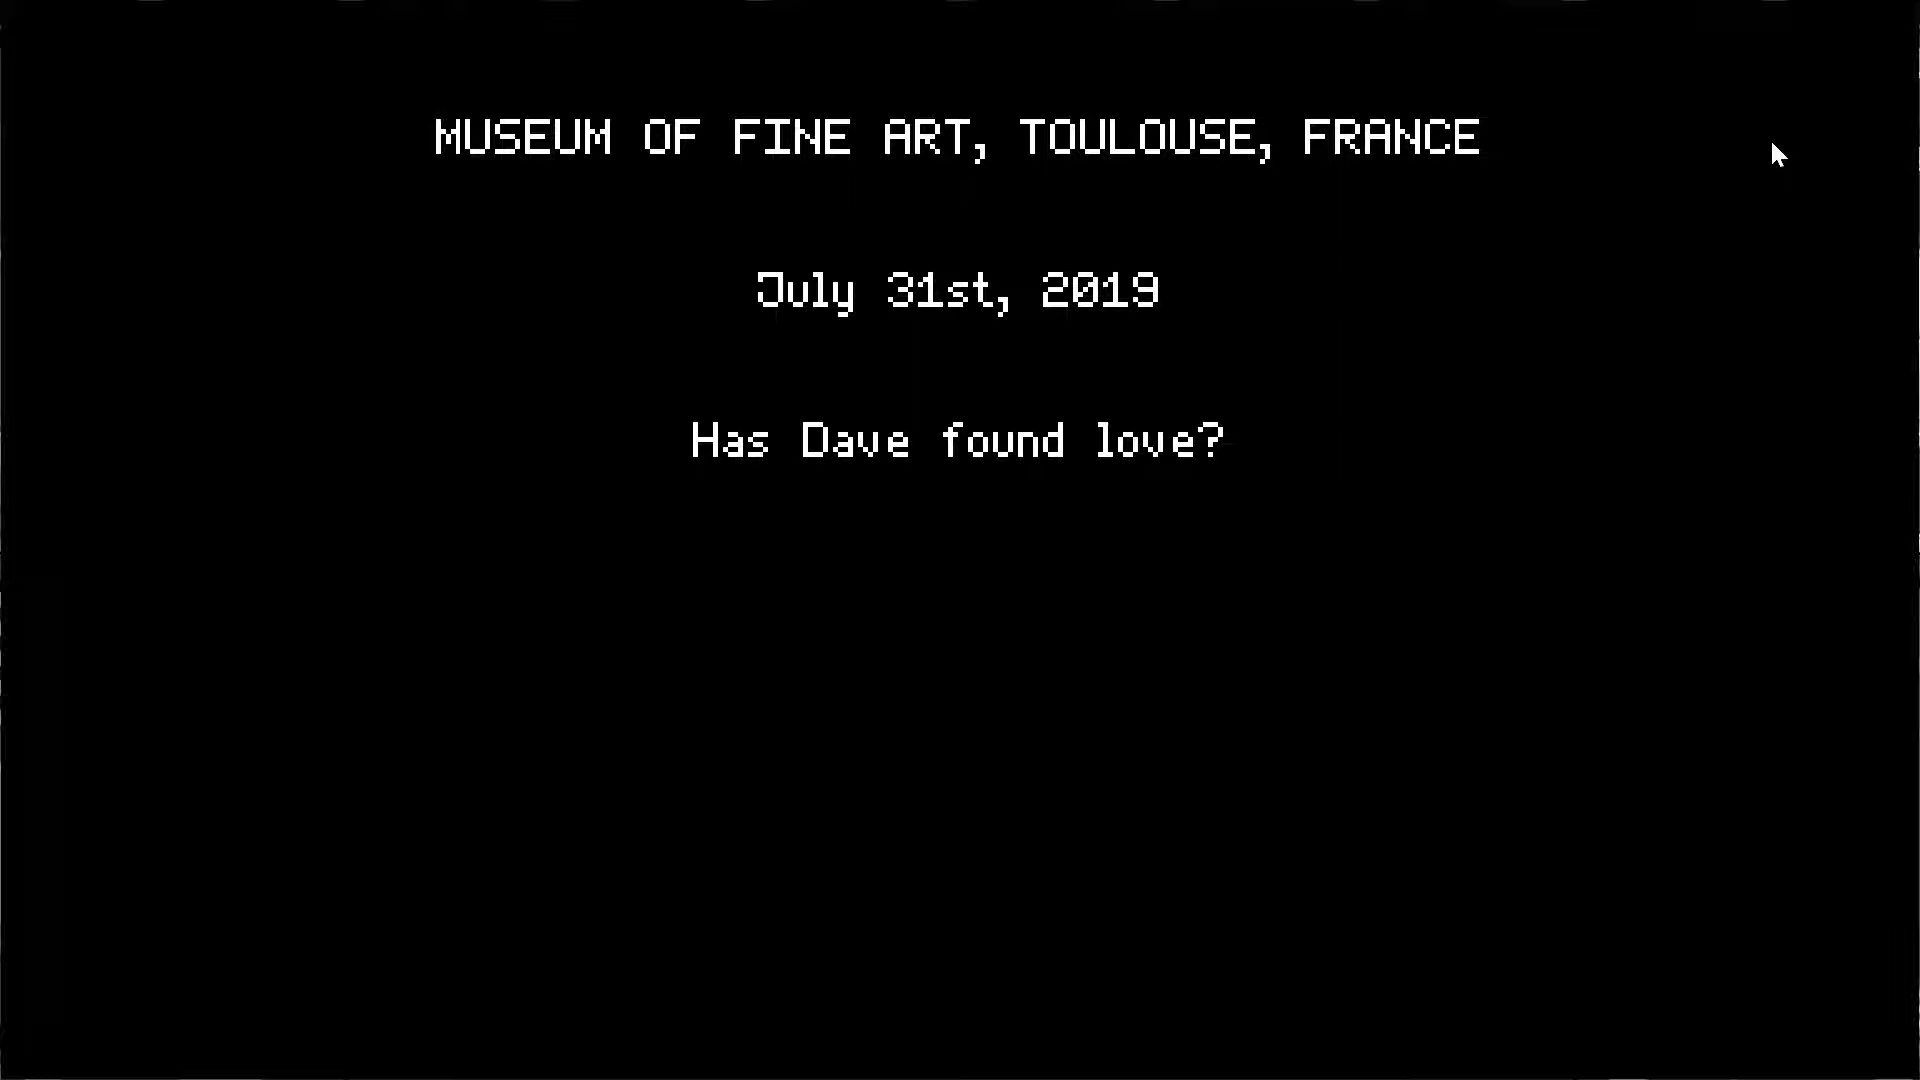 MUSEUM OF FINE ART, TOULOUSE, FRANCE
July 31st, 2019
Has Dave found love?